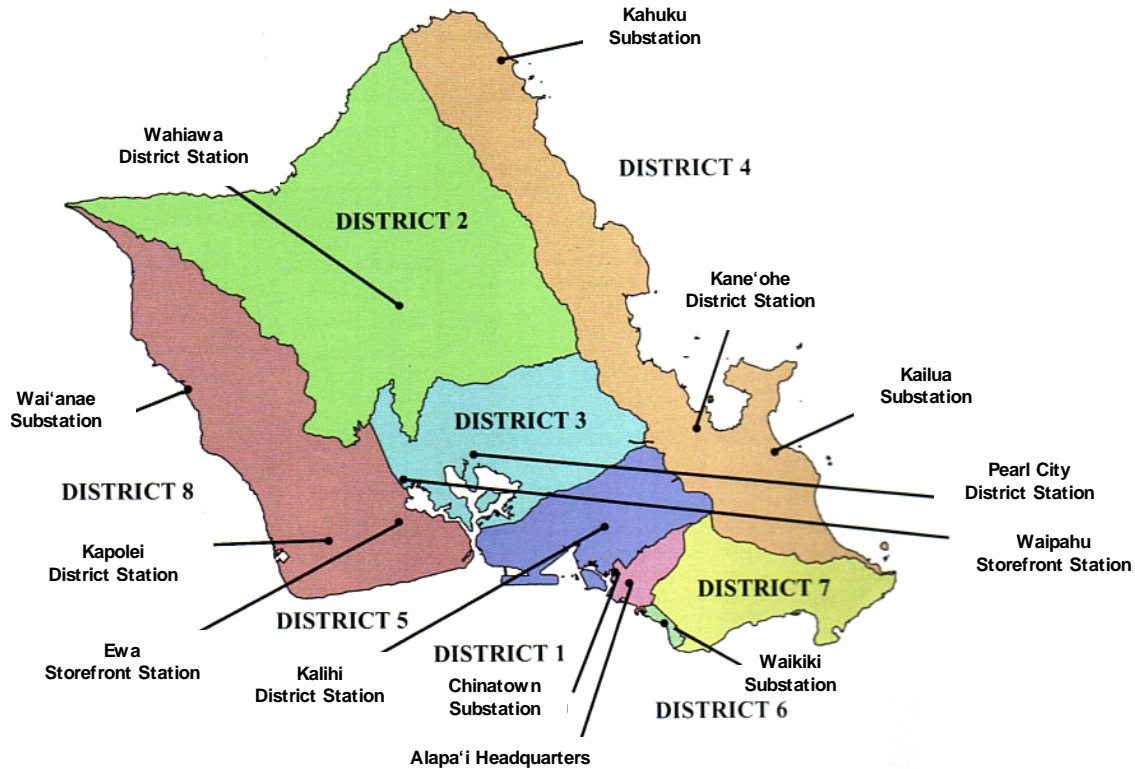 Kahuku
Substation
Wahiawa
District Station
DISTRICT 4
DISTRICT 2
Kane‘ohe
District Station
Kailua
Substation
Wai‘anae
Substation
DISTRICT 3
Pearl City
District Station
DISTRICT 8
Waipahu
Storefront Station
Kapolei
District Station
DISTRICT 7
DISTRICT 5
Ewa
Storefront Station
Kalihi
District Station
DISTRICT 1
Chinatown
Substation
Waikiki
Substation
DISTRICT 6
Alapa‘i Headquarters